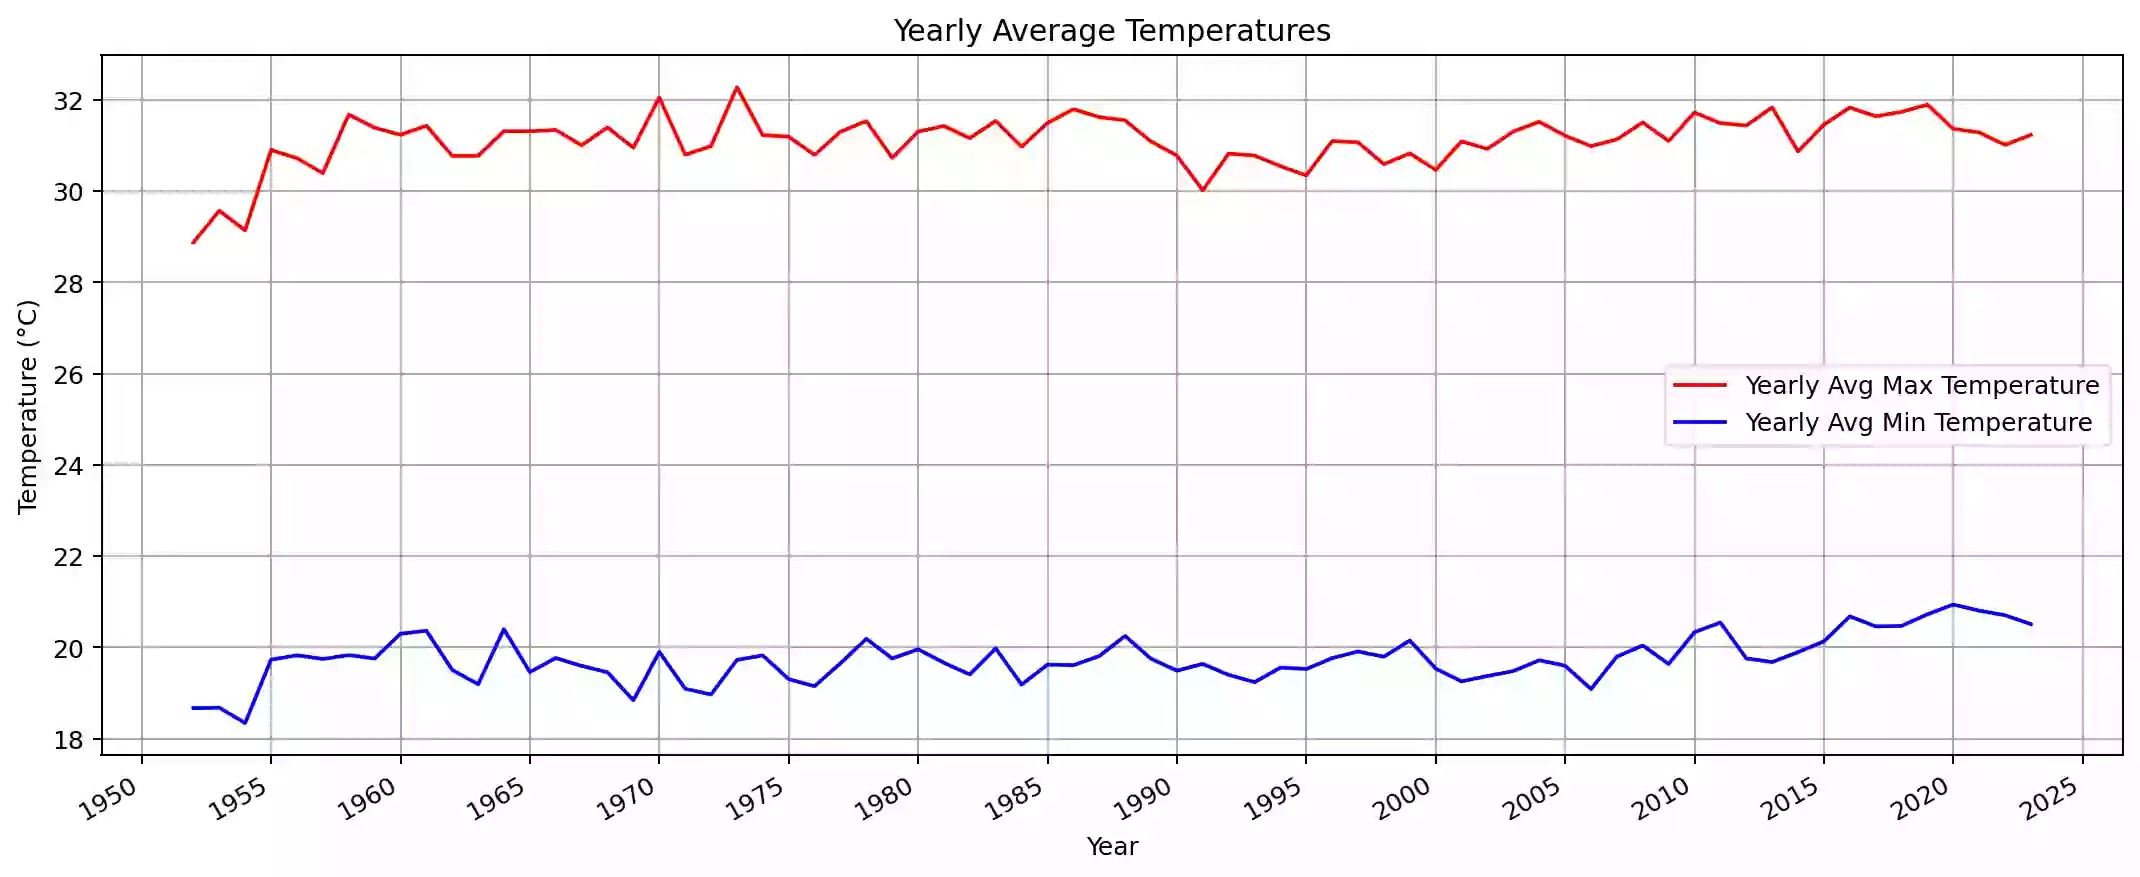 Yearly Average Temperatures
Temperature (°C)
32
30
28
26
24
22
20
18
Yearly Avg Max Temperature
Yearly Avg Min Temperature
1950 1955 1960 1965 1970 1975 1980 1985 1990 1995 2000 2005 2010 2015 2020 2025
Year